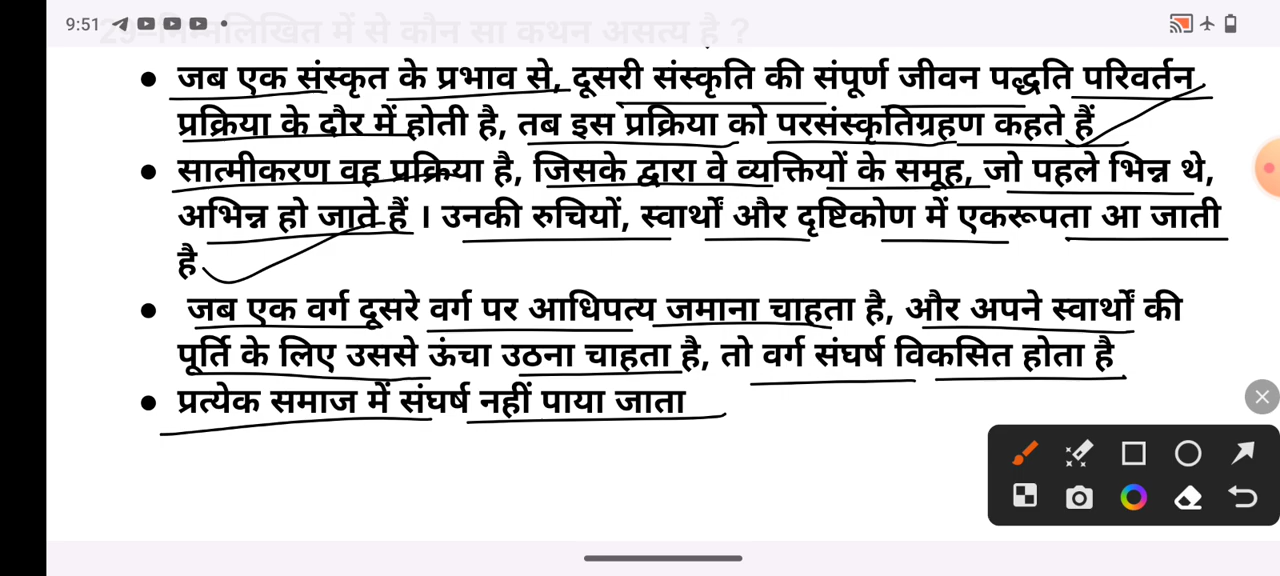 9:51
29-निम्नलिखित में से कौन सा कथन असत्य है ?
● जब एक संस्कृत के प्रभाव से, दूसरी संस्कृति की संपूर्ण जीवन पद्धति परिवर्तन
प्रक्रिया के दौर में होती है, तब इस प्रक्रिया को परसंस्कृतिग्रहण कहते हैं
● सात्मीकरण वह प्रक्रिया है, जिसके द्वारा वे व्यक्तियों के समूह, जो पहले भिन्न थे,
अभिन्न हो जाते हैं । उनकी रुचियों, स्वार्थों और दृष्टिकोण में एकरूपता आ जाती
है
● जब एक वर्ग दूसरे वर्ग पर आधिपत्य जमाना चाहता है, और अपने स्वार्थों की
पूर्ति के लिए उससे ऊंचा उठना चाहता है, तो वर्ग संघर्ष विकसित होता है
● प्रत्येक समाज में संघर्ष नहीं पाया जाता